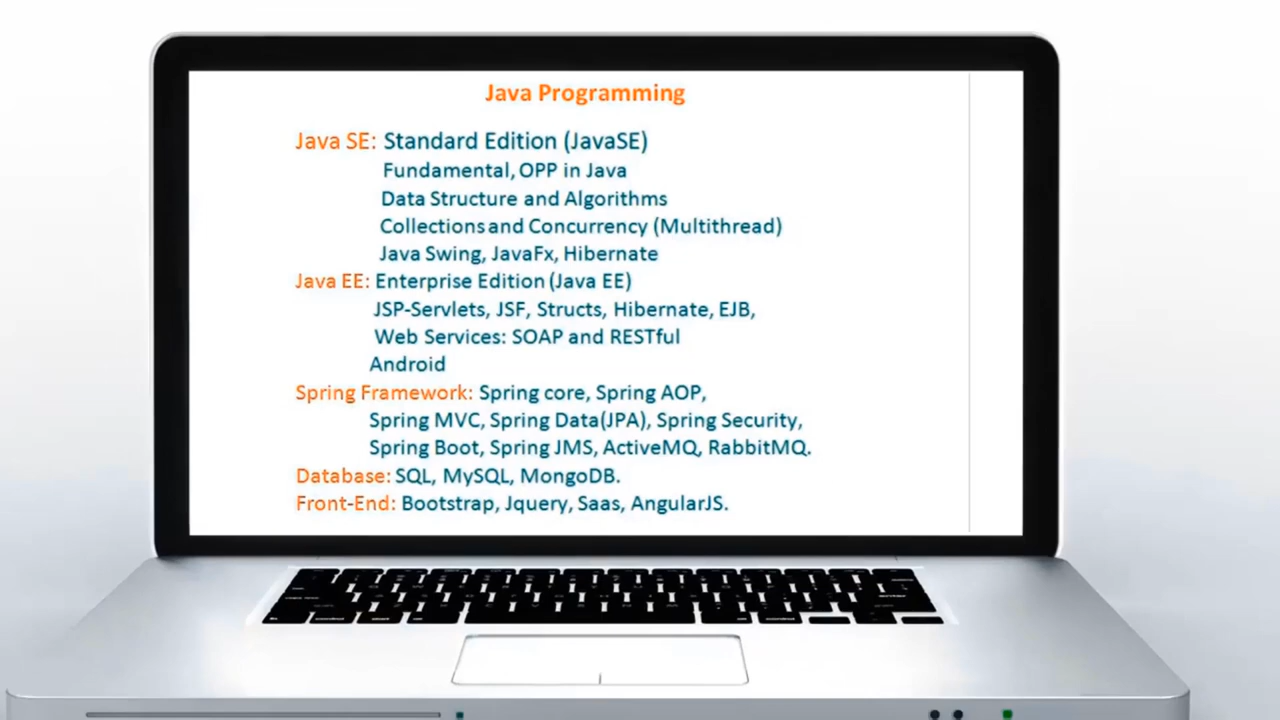 Java Programming
Java SE: Standard Edition (JavaSE)
Fundamental, OPP in Java
Data Structure and Algorithms
Collections and Concurrency (Multithread)
Java Swing, JavaFx, Hibernate
Java EE: Enterprise Edition (Java EE)
JSP-Servlets, JSF, Structs, Hibernate, EJB,
Web Services: SOAP and RESTful
Android
Spring Framework: Spring core, Spring AOP,
Spring MVC, Spring Data(JPA), Spring Security,
Spring Boot, Spring JMS, ActiveMQ, RabbitMQ.
Database: SQL, MySQL, MongoDB.
Front-End: Bootstrap, Jquery, Saas, AngularJS.